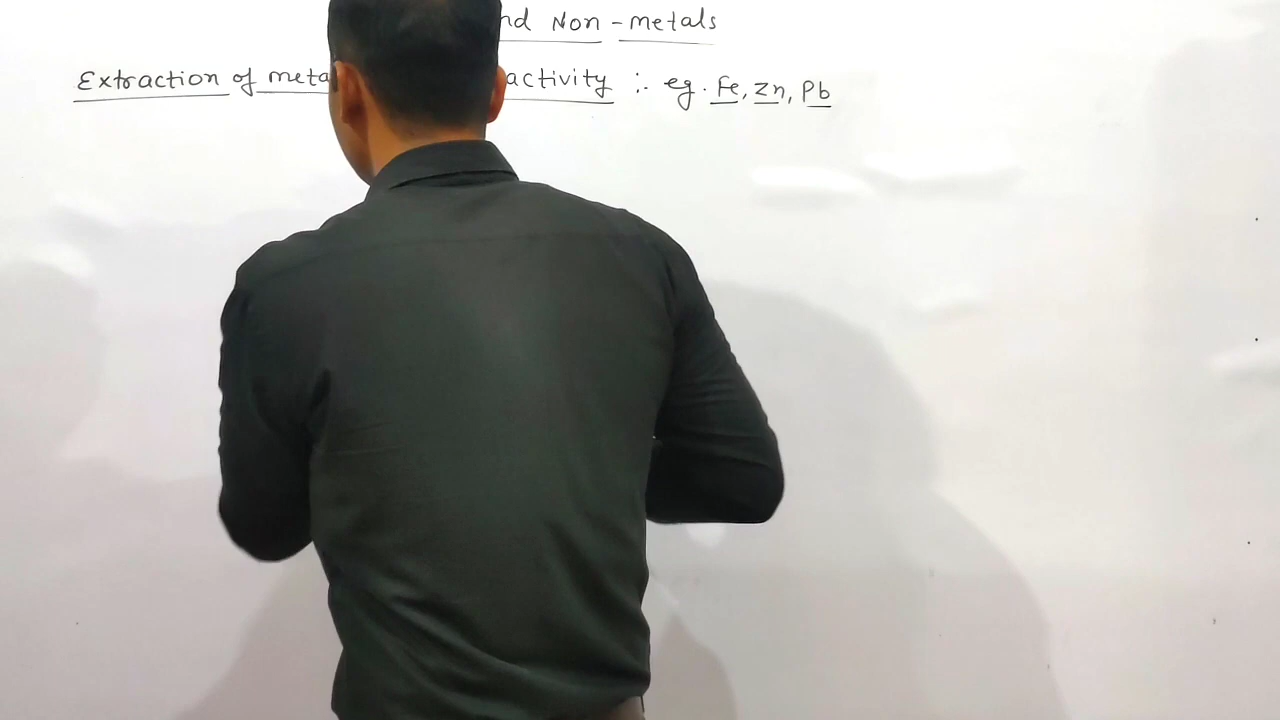 nd Non-metals
Extraction of meta activity :- eg. Fe, Zn, Pb